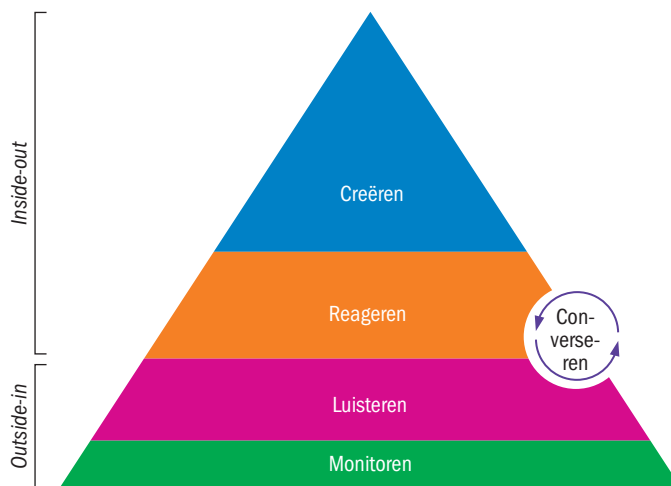 Inside-out
Creëren
Reageren
Con-
verse-
ren
Outside-in
Luisteren
Monitoren